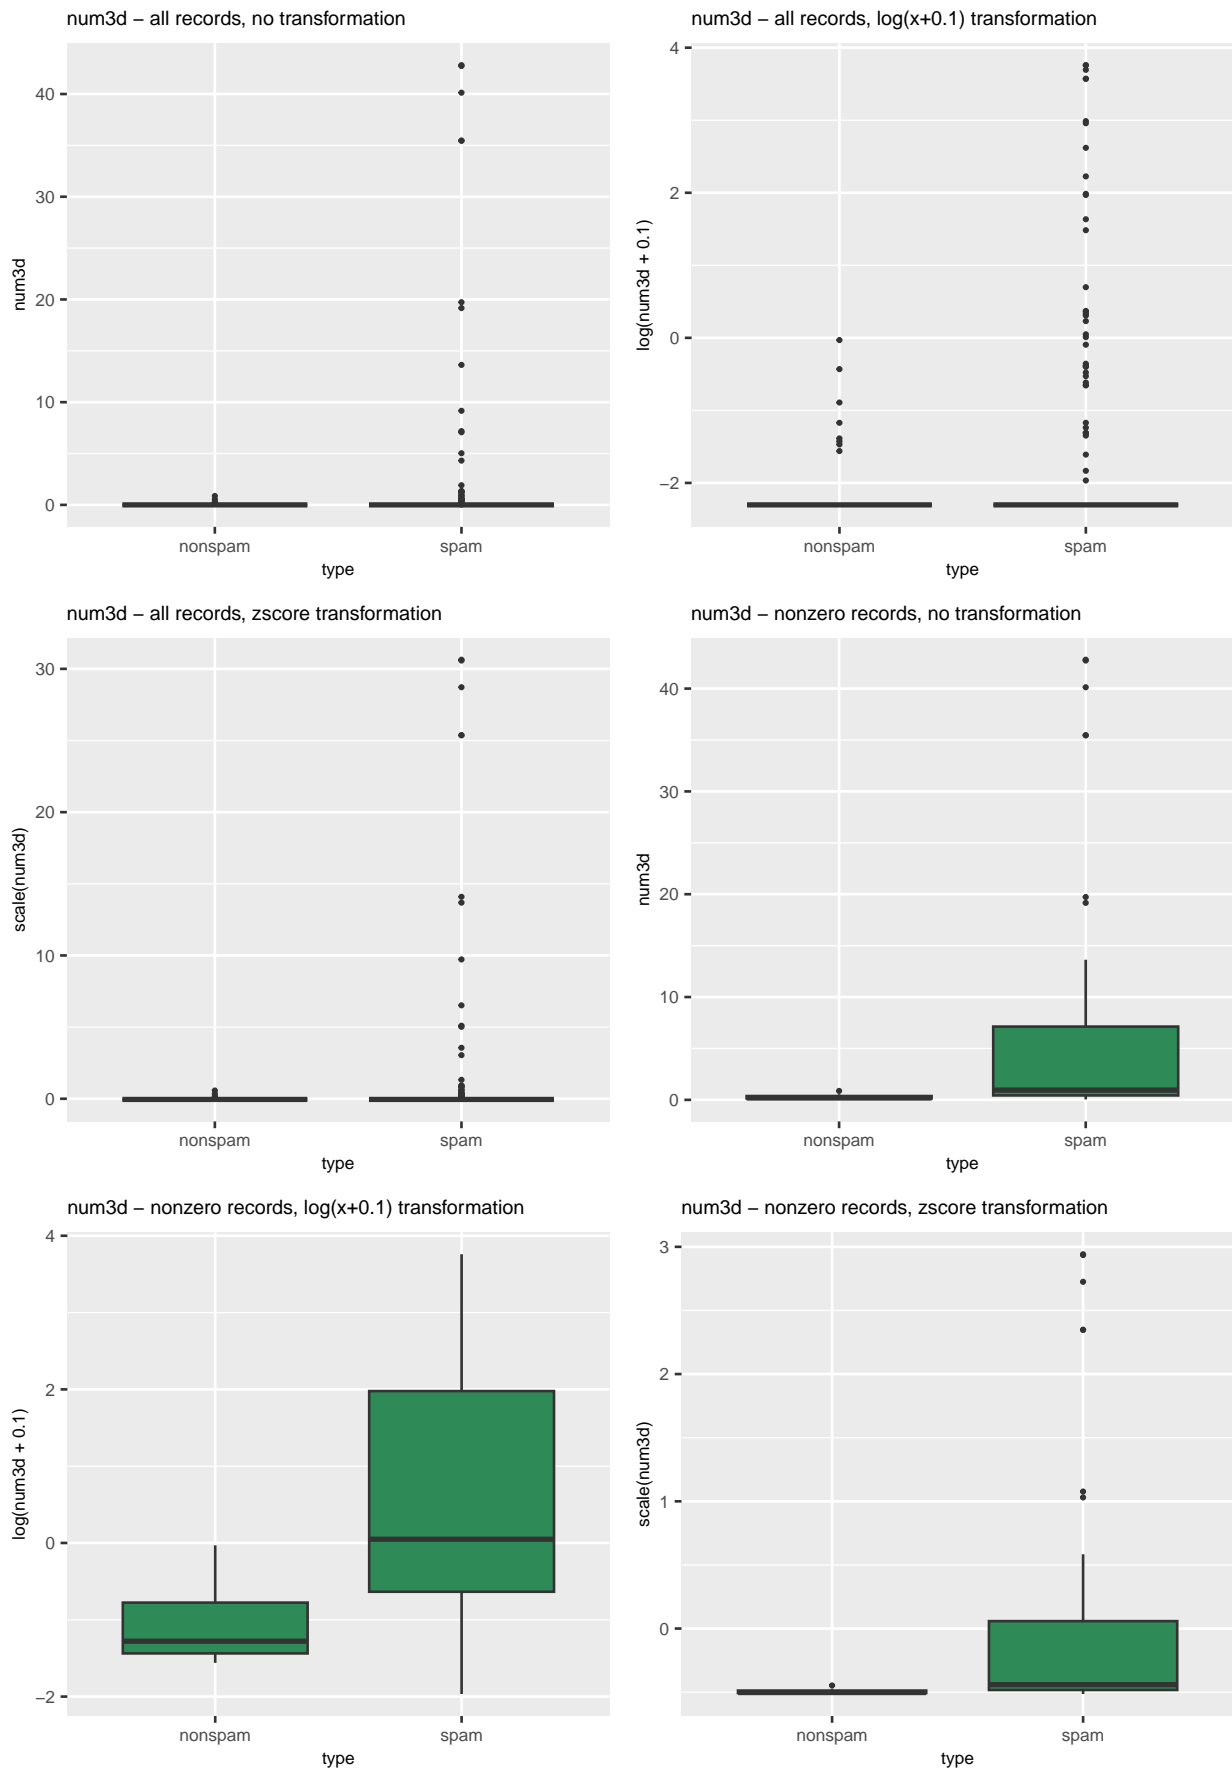 num3d − all records, no transformation
40
30
20
10
0
num3d
nonspam
spam
type
num3d − all records, log(x+0.1) transformation
4
2
0
−2
log(num3d + 0.1)
nonspam
spam
type
num3d − all records, zscore transformation
30
20
10
0
scale(num3d)
nonspam
spam
type
num3d − nonzero records, no transformation
40
30
20
10
0
num3d
nonspam
spam
type
num3d − nonzero records, log(x+0.1) transformation
4
2
0
−2
log(num3d + 0.1)
nonspam
spam
type
num3d − nonzero records, zscore transformation
3
2
1
0
scale(num3d)
nonspam
spam
type